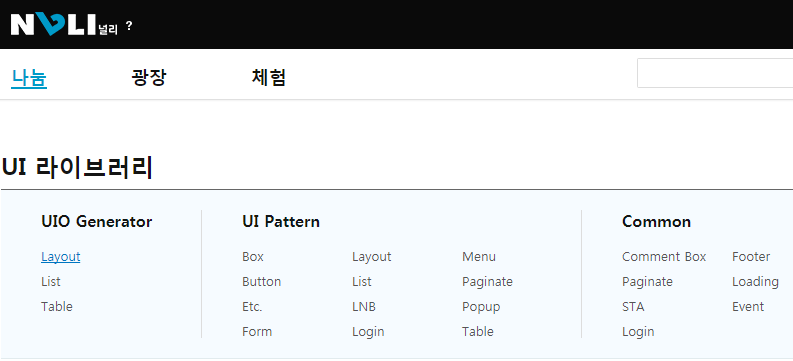 NULI 널리 ?
나눔 광장 체험
UI 라이브러리
UIO Generator
Layout
List
Table
UI Pattern
Box Layout Menu
Button List Paginate
Etc. LNB Popup
Form Login Table
Common
Comment Box Footer
Paginate Loading
STA Event
Login